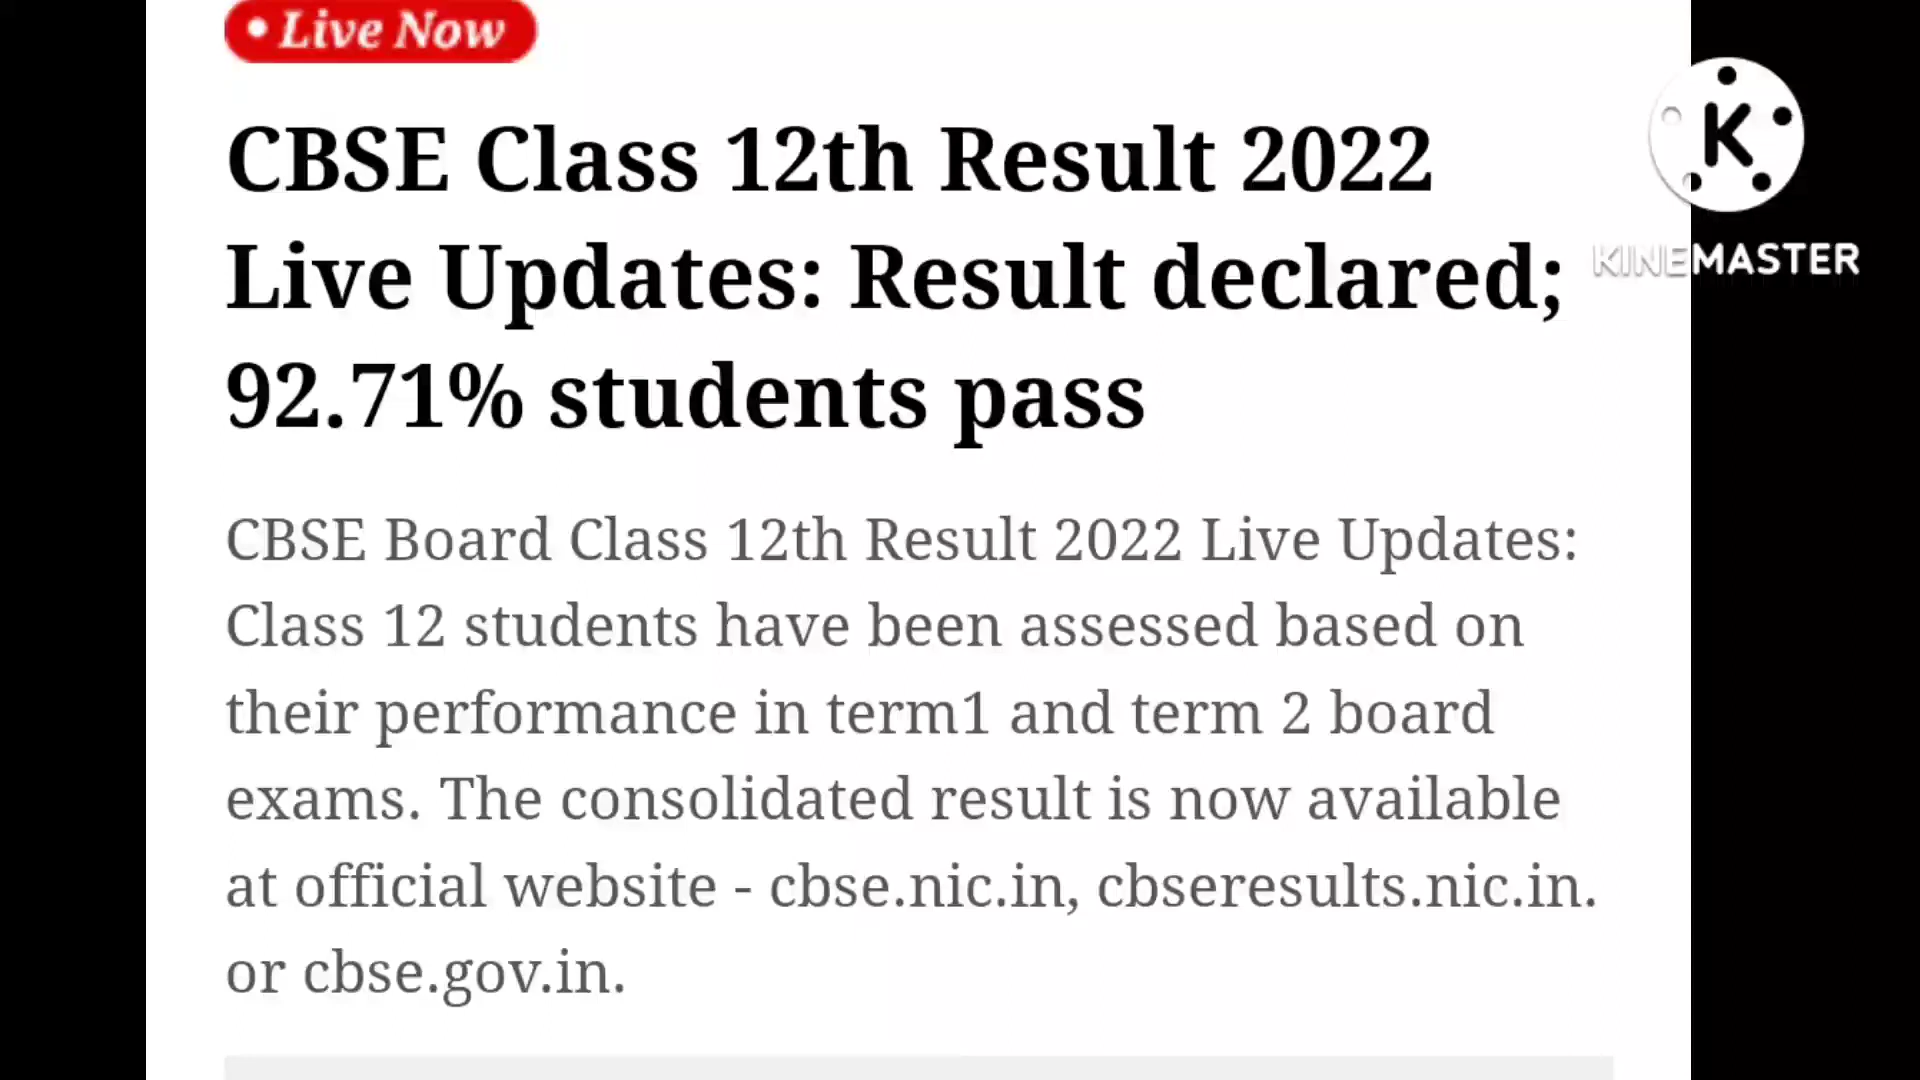 • Live Now
CBSE Class 12th Result 2022
Live Updates: Result declared;
92.71% students pass
K
KINEMASTER
CBSE Board Class 12th Result 2022 Live Updates:
Class 12 students have been assessed based on
their performance in term1 and term 2 board
exams. The consolidated result is now available
at official website - cbse.nic.in, cbseresults.nic.in.
or cbse.gov.in.